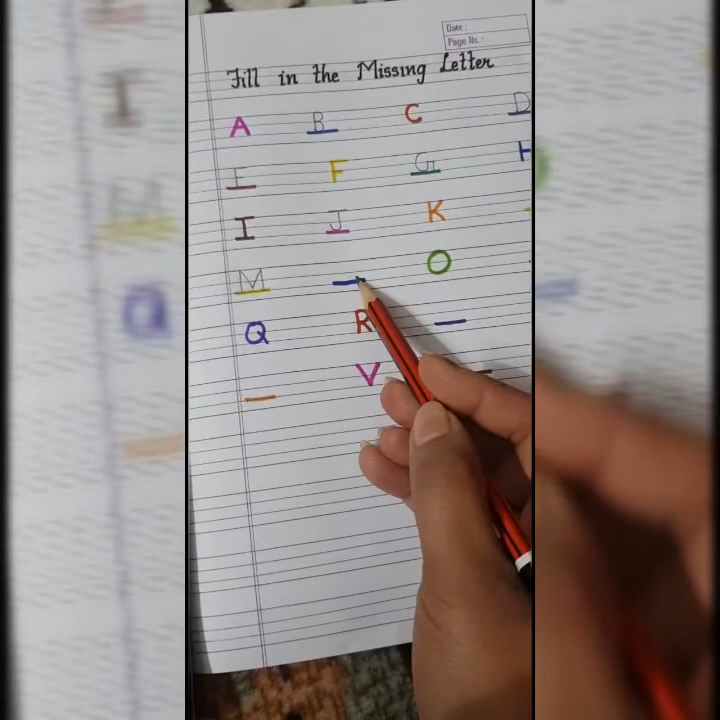 Date :
Page No. :
Fill in the Missing Letter
A B C D
E F G H
I J K
M O
Q R
V